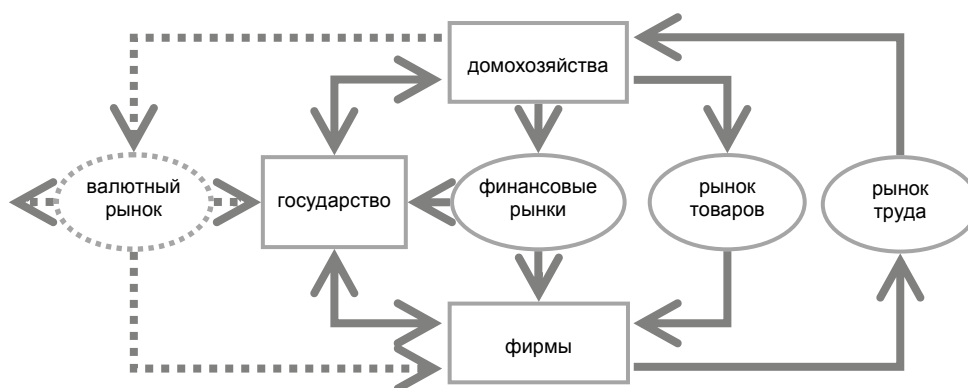 домохозяйства
валютный
рынок
государство
финансовые
рынки
рынок
товаров
рынок
труда
фирмы